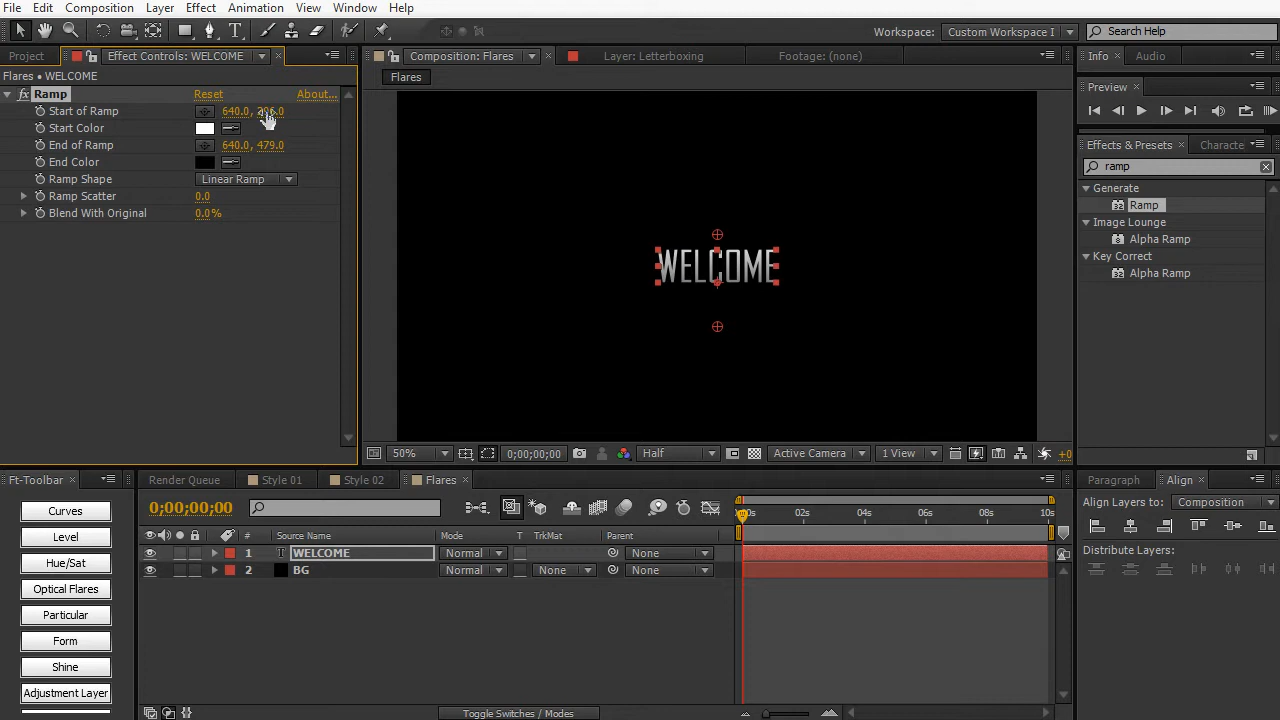 File Edit Composition Layer Effect Animation View Window Help
Workspace: Custom Workspace I Search Help
Project Effect Controls: WELCOME Composition: Flares Layer: Letterboxing Footage: (none) Info Audio
Flares • WELCOME Flares Preview
fx Ramp Reset About...
Start of Ramp 640.0,
Start Color
End of Ramp 640.0, 479.0
End Color
Ramp Shape Linear Ramp
Ramp Scatter 0.0
Blend With Original 0.0%
WELCOME
Effects & Presets Characte
ramp
Generate
32 Ramp
Image Lounge
8 Alpha Ramp
Key Correct
32 Alpha Ramp
50% 0;00;00;00 Half Active Camera 1 View +0
Ft-Toolbar Render Queue Style 01 Style 02 Flares Paragraph Align
Curves
Level
Hue/Sat
Optical Flares
Particular
Form
Shine
Adjustment Layer
0;00;00;00 02s 04s 06s 08s 10s
# Source Name Mode T TrkMat Parent
1 T WELCOME Normal None
2 BG Normal None None
Toggle Switches / Modes
Align Layers to: Composition
Distribute Layers: